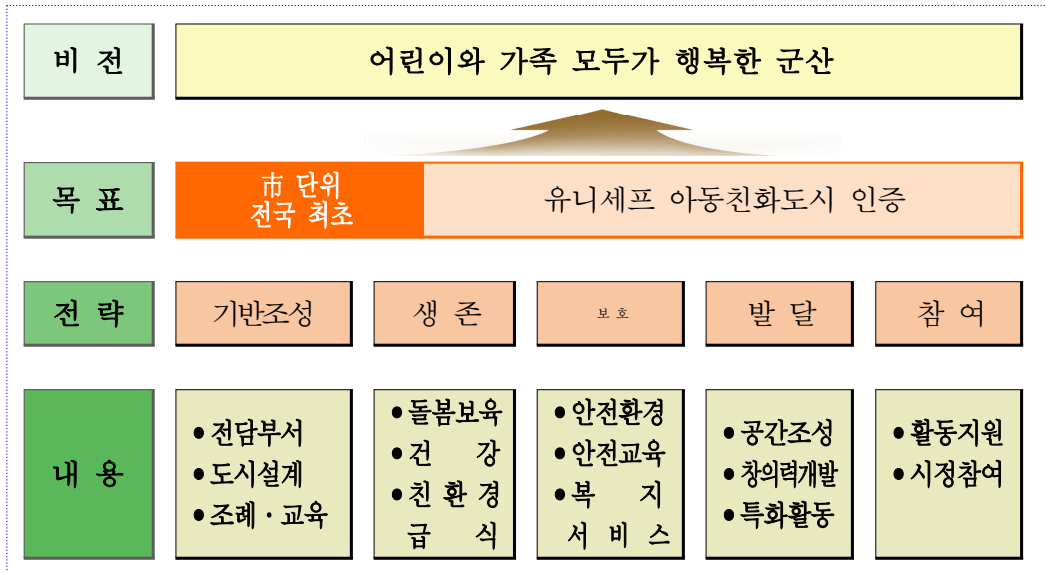 비 전
어린이와 가족 모두가 행복한 군산
목 표
市 단위
전국 최초
유니세프 아동친화도시 인증
전 략
기반조성
생 존
보 호
발 달
참 여
내 용
•전담부서
•도시설계
•조례·교육
•돌봄보육
•건 강
•친 환 경
급 식
•안전환경
•안전교육
•복 지
서 비 스
•공간조성
•창의력개발
•특화활동
•활동지원
•시정참여